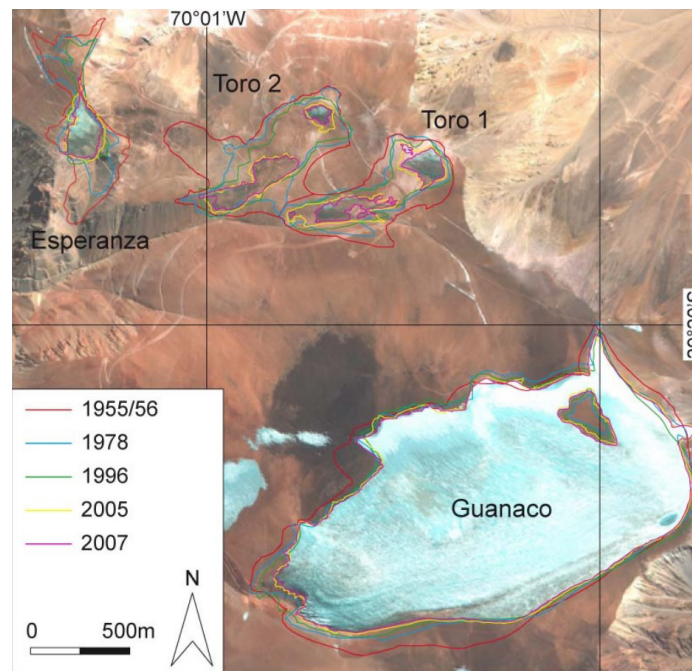 70°01'W
Toro 2
Toro 1
Esperanza
1955/56
1978
1996
2005
2007
Guanaco
N
0 500m